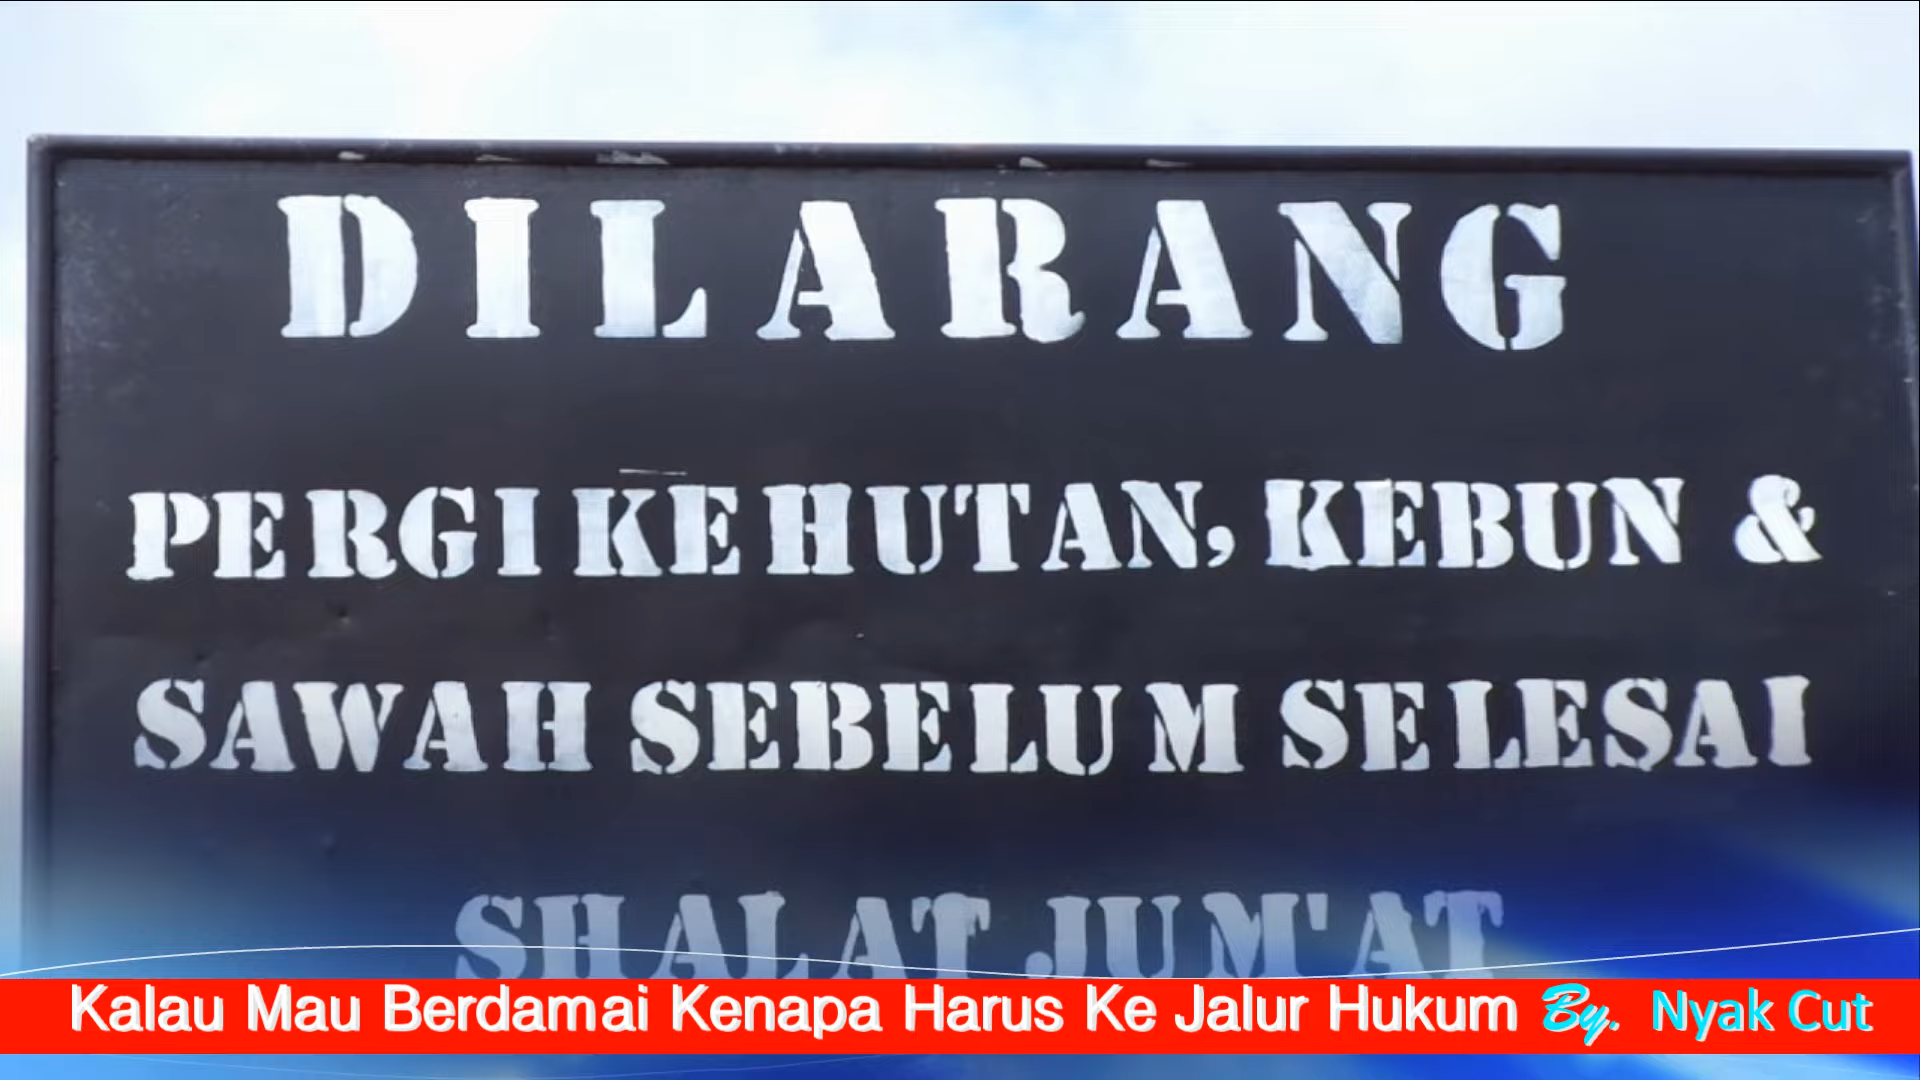 DILARANG
PERGI KE HUTAN, KEBUN &
SAWAH SEBELUM SELESAI
SHALAT JUM'AT
Kalau Mau Berdamai Kenapa Harus Ke Jalur Hukum By. Nyak Cut